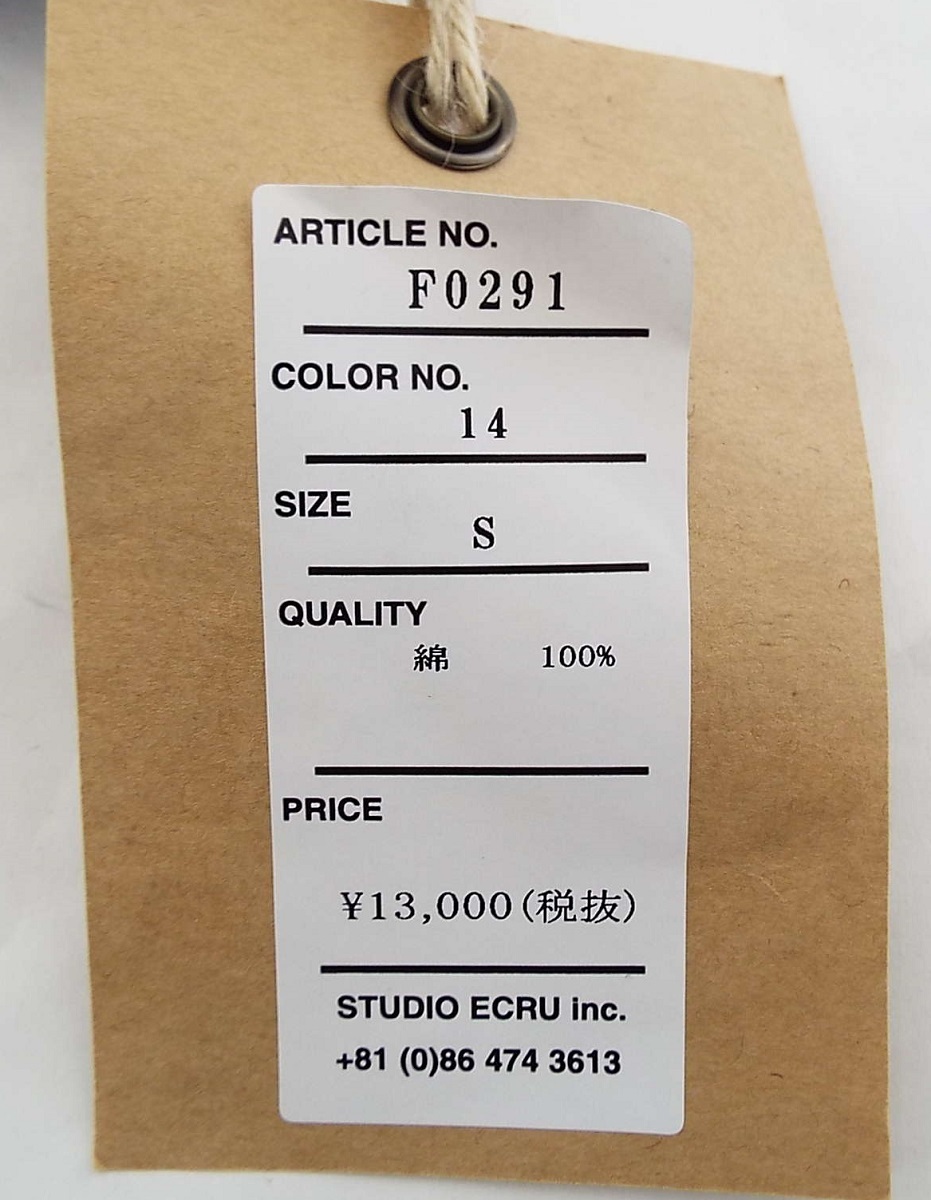 ARTICLE NO.
F0291
COLOR NO.
14
SIZE
S
QUALITY
綿 100%
PRICE
¥13,000(税抜)
STUDIO ECRU inc.
+81 (0)86 474 3613